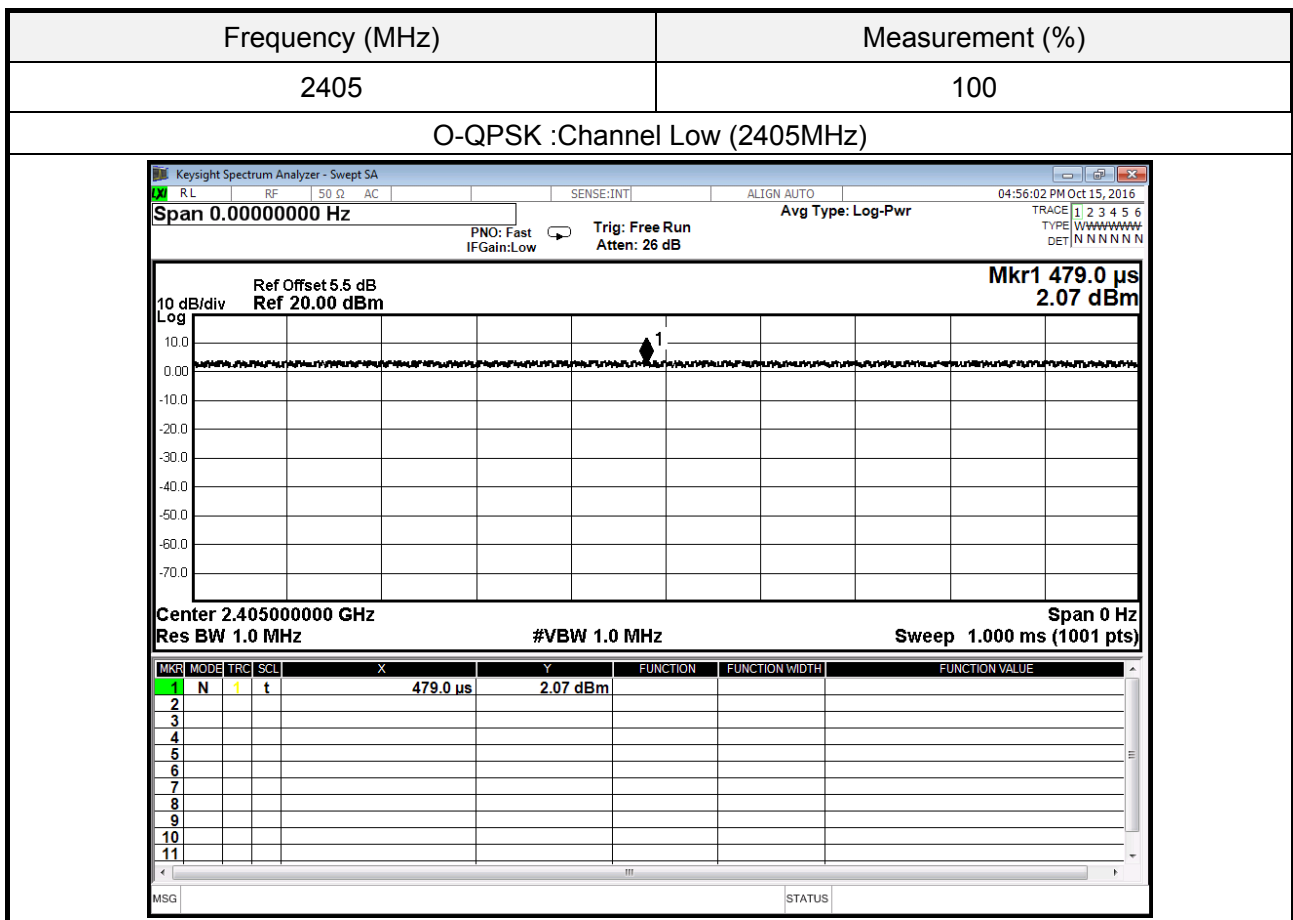 Frequency (MHz) Measurement (%)
2405 100
O-QPSK :Channel Low (2405MHz)
Keysight Spectrum Analyzer - Swept SA
LXI RL RF 50 Ω AC SENSE:INT ALIGN AUTO 04:56:02 PM Oct 15, 2016
Span 0.00000000 Hz Avg Type: Log-Pwr TRACE 1 2 3 4 5 6
PNO: Fast Trig: Free Run TYPE WWWWWW
IFGain:Low Atten: 26 dB DET N N N N N N
Mkr1 479.0 µs
Ref Offset 5.5 dB
10 dB/div Ref 20.00 dBm 2.07 dBm
Log
1
10.0
0.00
-10.0
-20.0
-30.0
-40.0
-50.0
-60.0
-70.0
Center 2.405000000 GHz Span 0 Hz
Res BW 1.0 MHz #VBW 1.0 MHz Sweep 1.000 ms (1001 pts)
MKR MODE TRC SCL X Y FUNCTION FUNCTION WIDTH FUNCTION VALUE
1 N 1 t 479.0 µs 2.07 dBm
2
3
4
5
6
7
8
9
10
11
MSG STATUS